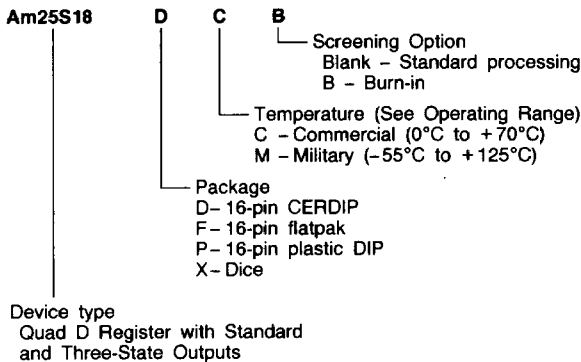 Am25S18 D C B
Screening Option
Blank – Standard processing
B – Burn-in
Temperature (See Operating Range)
C – Commercial (0°C to +70°C)
M – Military (–55°C to +125°C)
Package
D– 16-pin CERDIP
F– 16-pin flatpak
P– 16-pin plastic DIP
X– Dice
Device type
Quad D Register with Standard
and Three-State Outputs